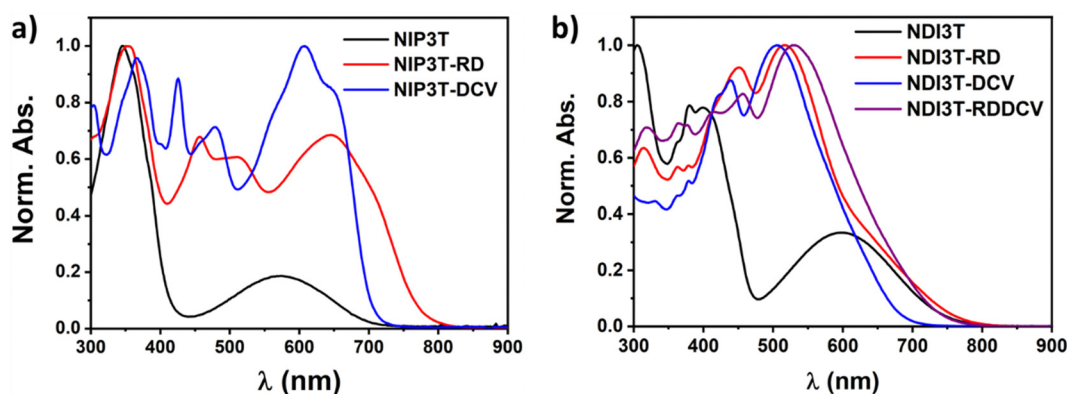 a)
Norm. Abs.
1.0
0.8
0.6
0.4
0.2
0.0
NIP3T
NIP3T-RD
NIP3T-DCV
300 400 500 600 700 800 900
λ (nm)
b)
Norm. Abs.
1.0
0.8
0.6
0.4
0.2
0.0
NDI3T
NDI3T-RD
NDI3T-DCV
NDI3T-RDDCV
300 400 500 600 700 800 900
λ (nm)